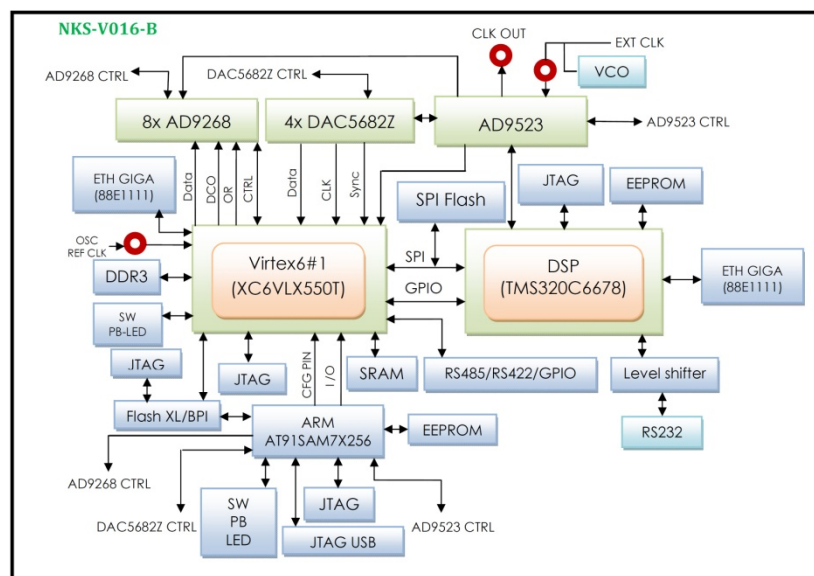 NKS-V016-B
CLK OUT
EXT CLK
VCO
AD9268 CTRL
DAC5682Z CTRL
8x AD9268
4x DAC5682Z
AD9523
AD9523 CTRL
ETH GIGA
(88E1111)
Data
DCO
OR
CTRL
Data
CLK
Sync
SPI Flash
JTAG
EEPROM
OSC
REF CLK
Virtex6#1
(XC6VLX550T)
SPI
GPIO
DSP
(TMS320C6678)
ETH GIGA
(88E1111)
DDR3
SW
PB-LED
JTAG
JTAG
CFG PIN
I/O
SRAM
RS485/RS422/GPIO
Level shifter
Flash XL/BPI
ARM
AT91SAM7X256
EEPROM
RS232
AD9268 CTRL
DAC5682Z CTRL
SW
PB
LED
JTAG
JTAG USB
AD9523 CTRL